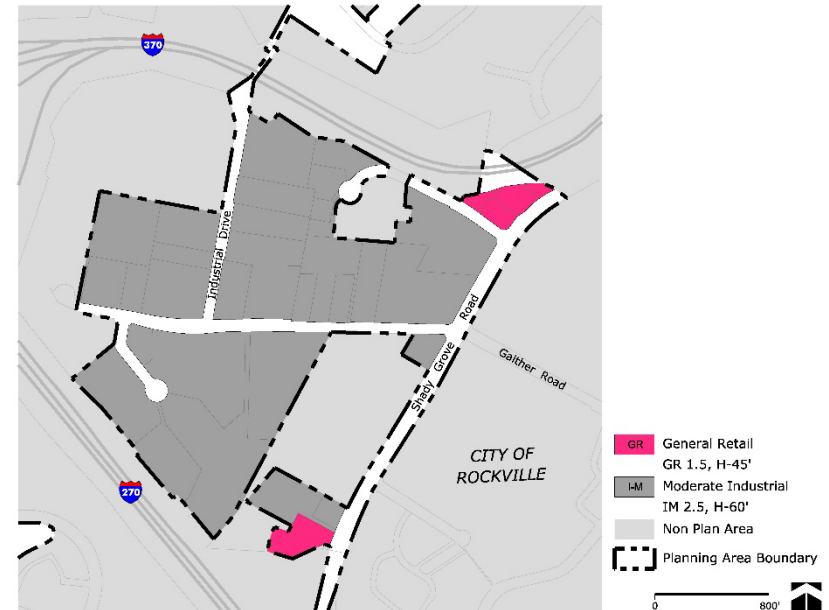 370
Industrial Drive
Shady Grove Road
Gaither Road
CITY OF
ROCKVILLE
270
GR General Retail
GR 1.5, H-45'
I-M Moderate Industrial
IM 2.5, H-60'
Non Plan Area
Planning Area Boundary
0 800'